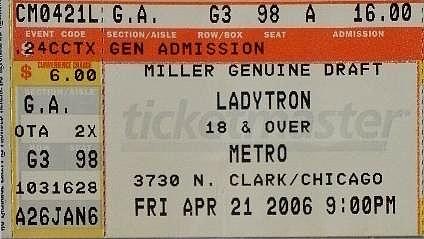 CM0421L G.A. G3 98 A 16.00
EVENT CODE SECTION/AISLE ROW/BOX SEAT ADMISSION
.24CCTX GEN ADMISSION
CONVENIENCE CHARGE
$ 6.00 MILLER GENUINE DRAFT
SECTION/AISLE
G.A. LADYTRON
OTA 2X 18 & OVER
ticketmaster
G3 98 METRO
1031628 3730 N. CLARK/CHICAGO
A26JAN6 FRI APR 21 2006 9:00PM